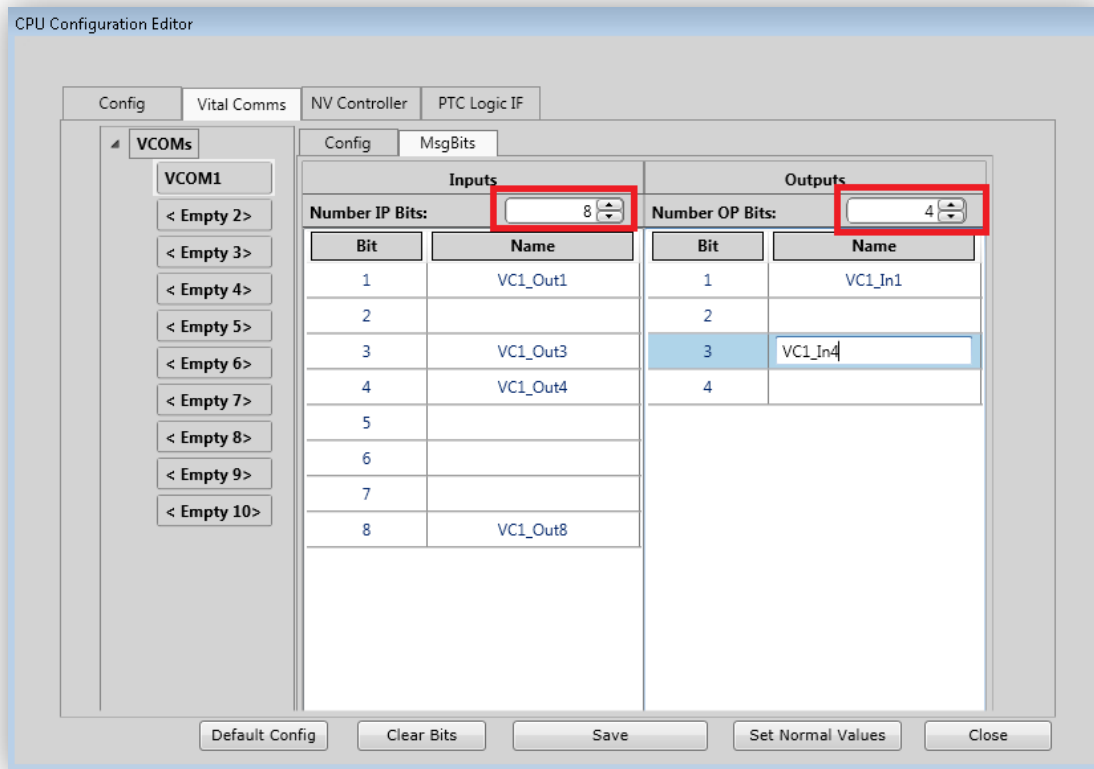 CPU Configuration Editor
Config Vital Comms NV Controller PTC Logic IF
VCOMs
VCOM1
< Empty 2>
< Empty 3>
< Empty 4>
< Empty 5>
< Empty 6>
< Empty 7>
< Empty 8>
< Empty 9>
< Empty 10>
Config MsgBits
Inputs Outputs
Number IP Bits: 8 Number OP Bits: 4
Bit Name Bit Name
1 VC1_Out1 1 VC1_In1
2 2
3 VC1_Out3 3 VC1_In4
4 VC1_Out4 4
5
6
7
8 VC1_Out8
Default Config Clear Bits Save Set Normal Values Close